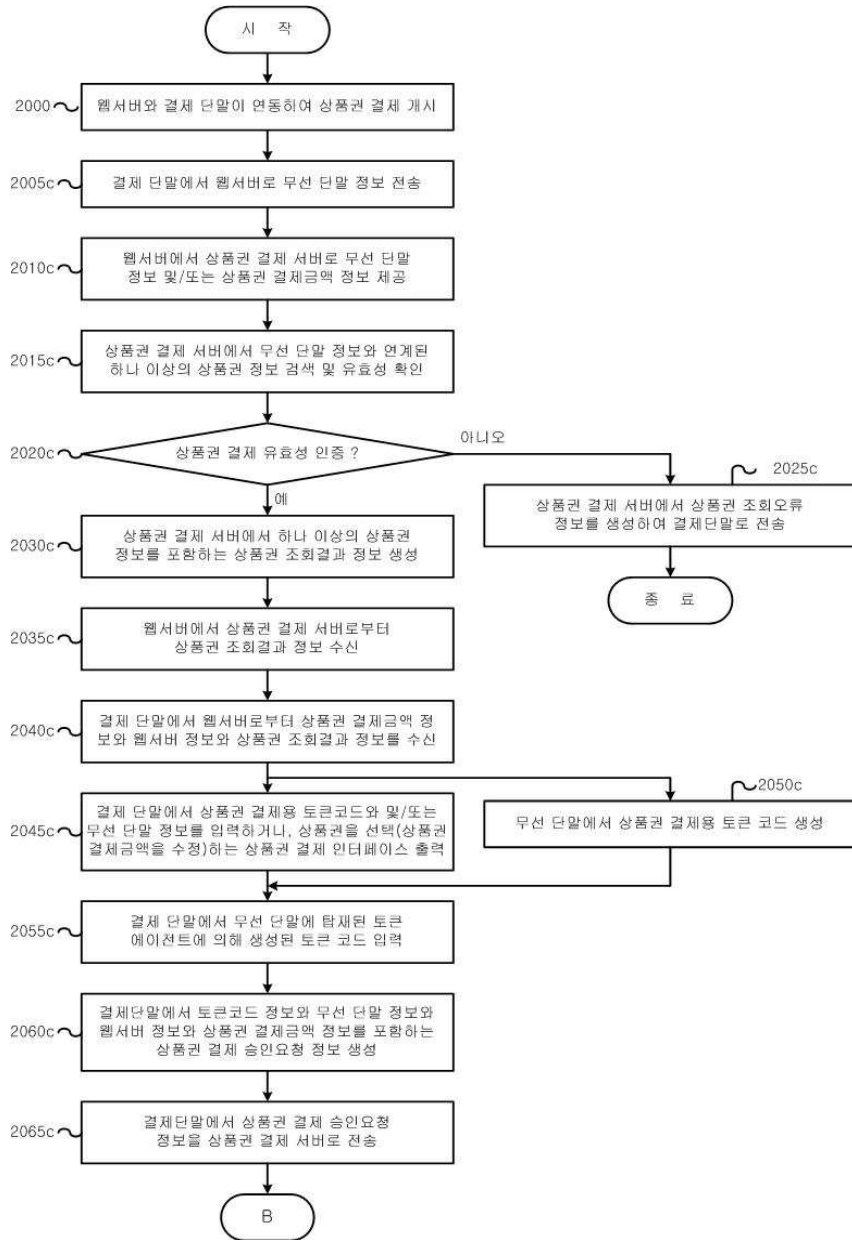 시 작
2000
웹서버와 결제 단말이 연동하여 상품권 결제 개시
2005c
결제 단말에서 웹서버로 무선 단말 정보 전송
2010c
웹서버에서 상품권 결제 서버로 무선 단말
정보 및/또는 상품권 결제금액 정보 제공
2015c
상품권 결제 서버에서 무선 단말 정보와 연계된
하나 이상의 상품권 정보 검색 및 유효성 확인
2020c
상품권 결제 유효성 인증 ?
아니오
예
2025c
상품권 결제 서버에서 상품권 조회오류
정보를 생성하여 결제단말로 전송
종 료
2030c
상품권 결제 서버에서 하나 이상의 상품권
정보를 포함하는 상품권 조회결과 정보 생성
2035c
웹서버에서 상품권 결제 서버로부터
상품권 조회결과 정보 수신
2040c
결제 단말에서 웹서버로부터 상품권 결제금액 정
보와 웹서버 정보와 상품권 조회결과 정보를 수신
2045c
결제 단말에서 상품권 결제용 토큰코드와 및/또는
무선 단말 정보를 입력하거나, 상품권을 선택(상품권
결제금액을 수정)하는 상품권 결제 인터페이스 출력
2050c
무선 단말에서 상품권 결제용 토큰 코드 생성
2055c
결제 단말에서 무선 단말에 탑재된 토큰
에이전트에 의해 생성된 토큰 코드 입력
2060c
결제단말에서 토큰코드 정보와 무선 단말 정보와
웹서버 정보와 상품권 결제금액 정보를 포함하는
상품권 결제 승인요청 정보 생성
2065c
결제단말에서 상품권 결제 승인요청
정보을 상품권 결제 서버로 전송
B